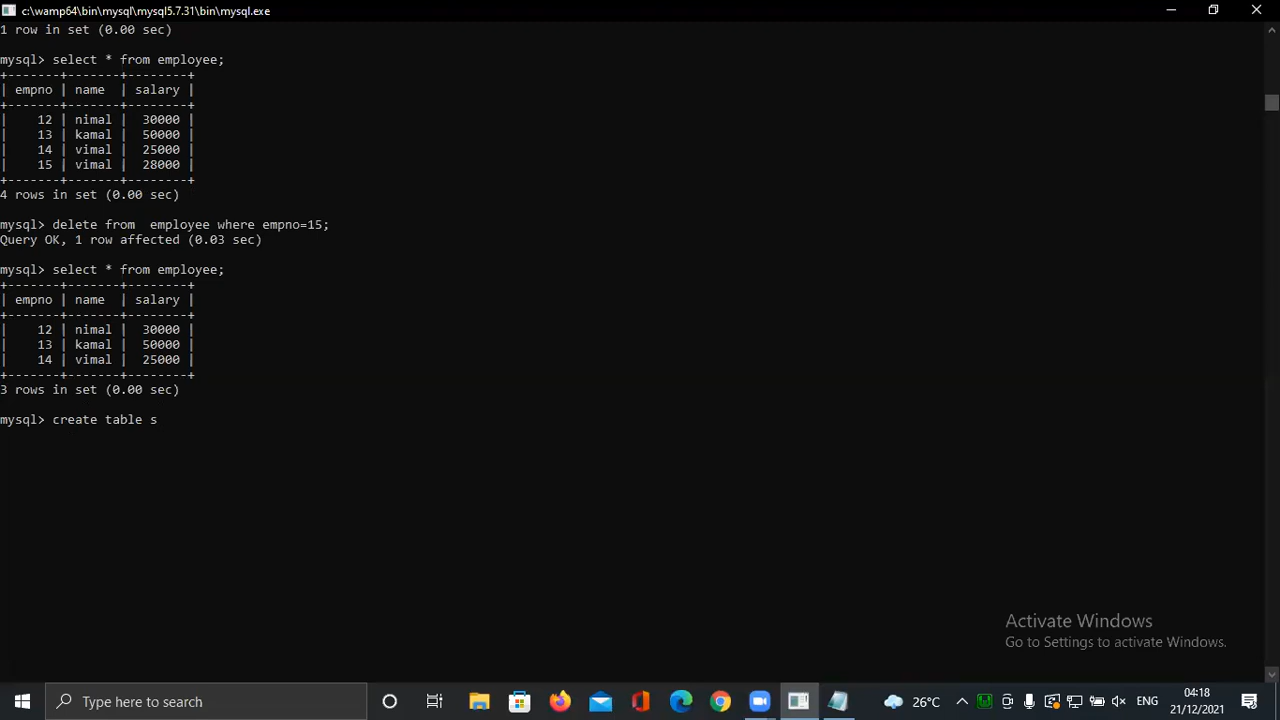 c:\wamp64\bin\mysql\mysql5.7.31\bin\mysql.exe
1 row in set (0.00 sec)
mysql> select * from employee;
+-------+-------+--------+
| empno | name  | salary |
+-------+-------+--------+
|    12 | nimal |  30000 |
|    13 | kamal |  50000 |
|    14 | vimal |  25000 |
|    15 | vimal |  28000 |
+-------+-------+--------+
4 rows in set (0.00 sec)
mysql> delete from  employee where empno=15;
Query OK, 1 row affected (0.03 sec)
mysql> select * from employee;
+-------+-------+--------+
| empno | name  | salary |
+-------+-------+--------+
|    12 | nimal |  30000 |
|    13 | kamal |  50000 |
|    14 | vimal |  25000 |
+-------+-------+--------+
3 rows in set (0.00 sec)
mysql> create table s
Activate Windows
Go to Settings to activate Windows.
Type here to search
26°C
ENG
04:18
21/12/2021